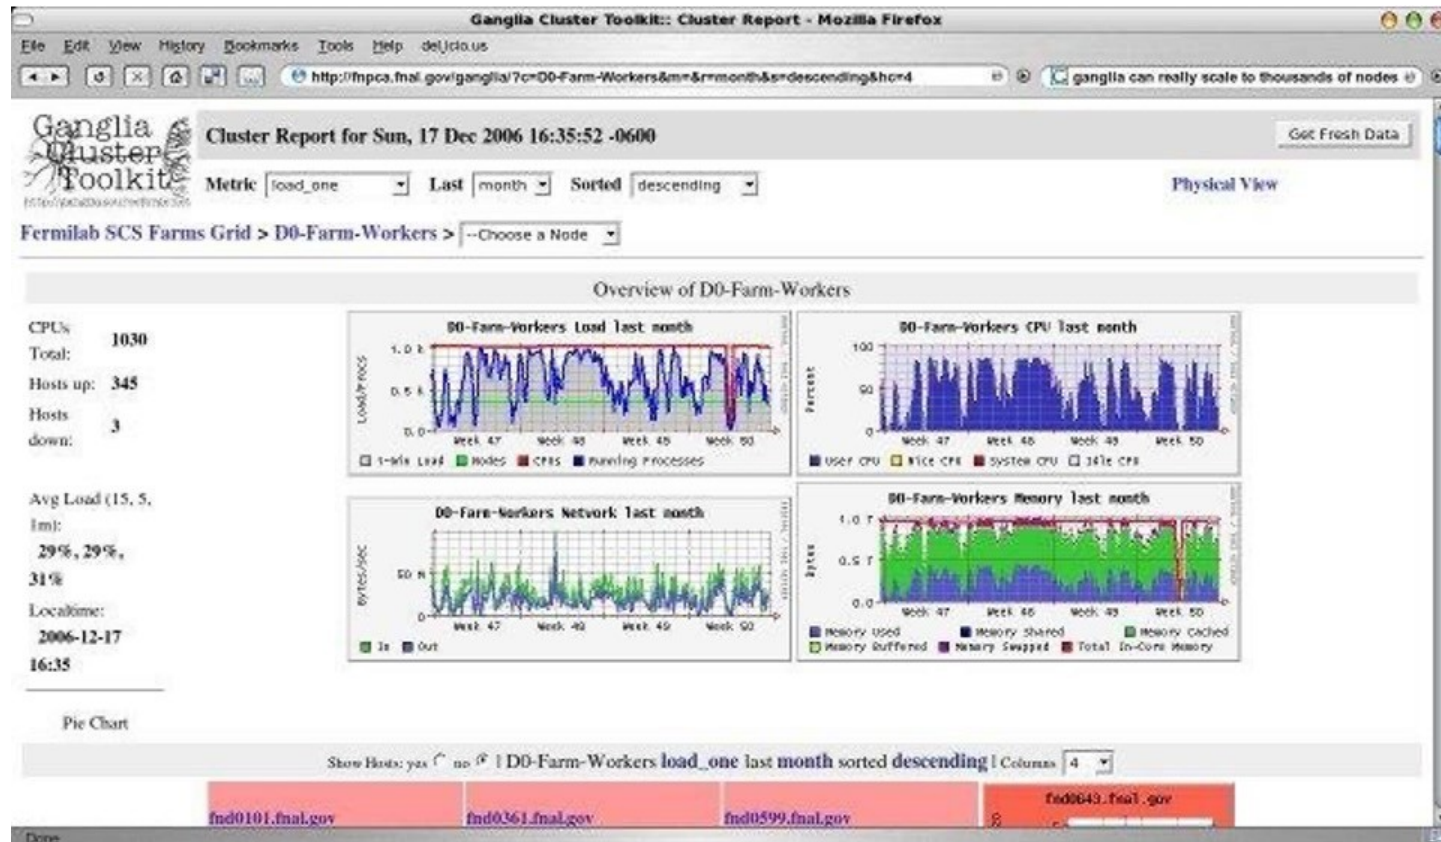 Ganglia Cluster Toolkit:: Cluster Report - Mozilla Firefox
File Edit View History Bookmarks Tools Help del.icio.us
http://fnpca.fnal.gov/ganglia/?c=D0-Farm-Workers&m=&r=month&s=descending&hc=4
ganglia can really scale to thousands of nodes
Ganglia
Cluster
Toolkit
Cluster Report for Sun, 17 Dec 2006 16:35:52 -0600
Get Fresh Data
Metric load_one Last month Sorted descending
Physical View
Fermilab SCS Farms Grid > D0-Farm-Workers > --Choose a Node
Overview of D0-Farm-Workers
CPUs
Total: 1030
Hosts up: 345
Hosts
down: 3
Avg Load (15, 5,
1m):
29%, 29%,
31%
Localtime:
2006-12-17
16:35
Pie Chart
D0-Farm-Workers Load last month
Load/Procs
1.0 k
0.5 k
0.0
Week 47 Week 48 Week 49 Week 50
1-Min Load Nodes CPUs Running Processes
D0-Farm-Workers CPU last month
Percent
100
50
0
Week 47 Week 48 Week 49 Week 50
User CPU Nice CPU System CPU Idle CPU
D0-Farm-Workers Network last month
Bytes/sec
50 M
0
Week 47 Week 48 Week 49 Week 50
In Out
D0-Farm-Workers Memory last month
Bytes
1.0 T
0.5 T
0.0
Week 47 Week 48 Week 49 Week 50
Memory Used Memory Shared Memory Cached
Memory Buffered Memory Swapped Total In-Core Memory
Show Hosts: yes no | D0-Farm-Workers load_one last month sorted descending | Columns 4
fnd0101.fnal.gov
fnd0361.fnal.gov
fnd0599.fnal.gov
fnd0643.fnal.gov
Done